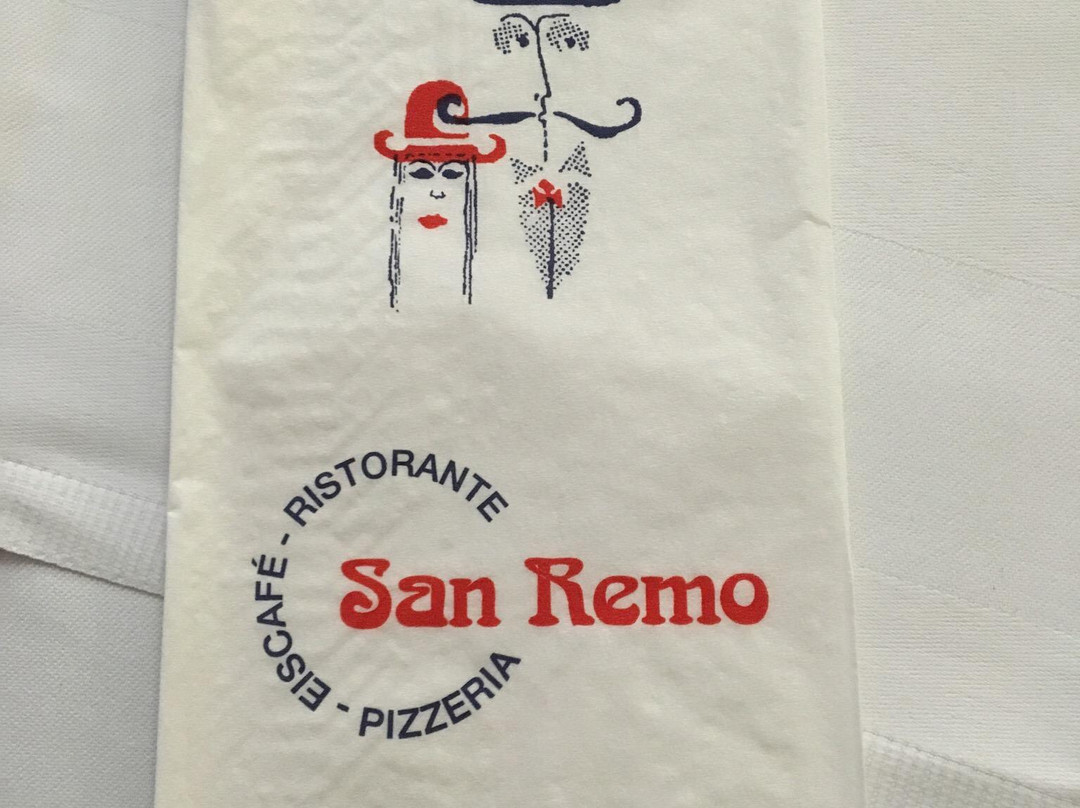 RISTORANTE
EISCAFÉ -
San Remo
- PIZZERIA